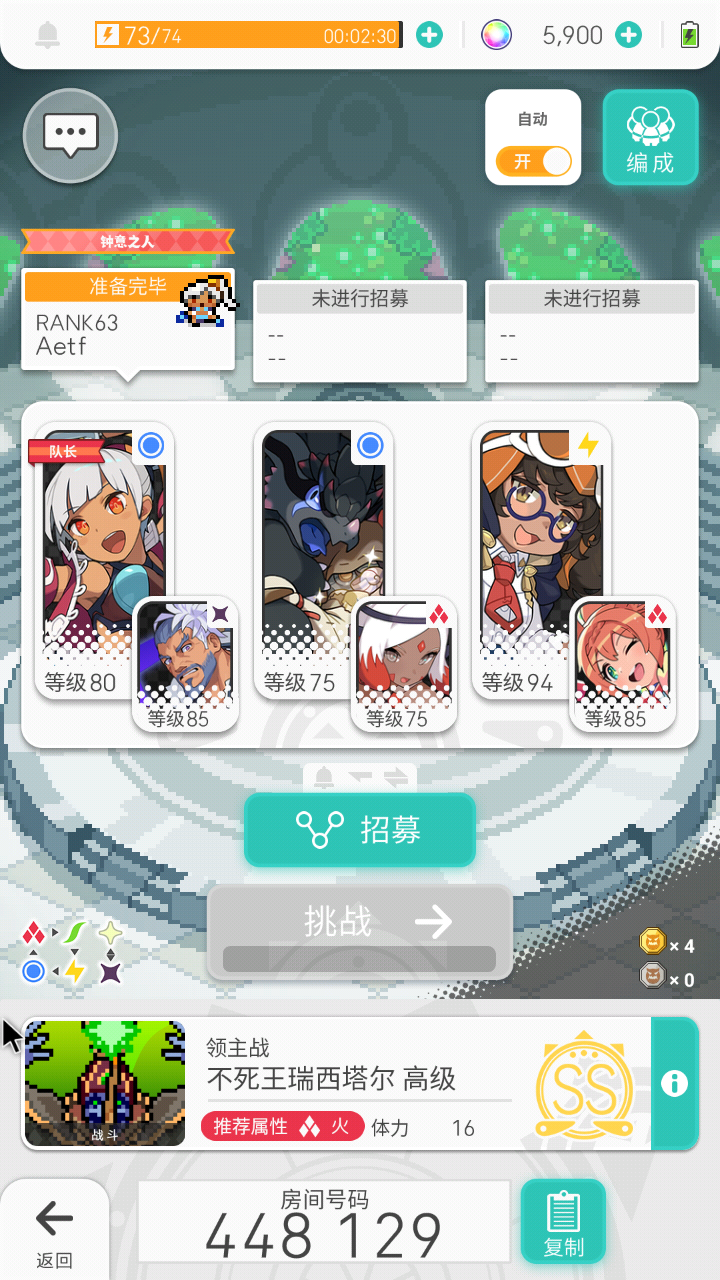 73/74
00:02:30
5,900
自动
开
编成
钟意之人
准备完毕
RANK63
Aetf
未进行招募
--
--
未进行招募
--
--
队长
等级80
等级85
等级75
等级75
等级94
等级85
招募
挑战
× 4
× 0
领主战
不死王瑞西塔尔 高级
推荐属性 火
体力 16
SS
战斗
房间号码
448 129
返回
复制